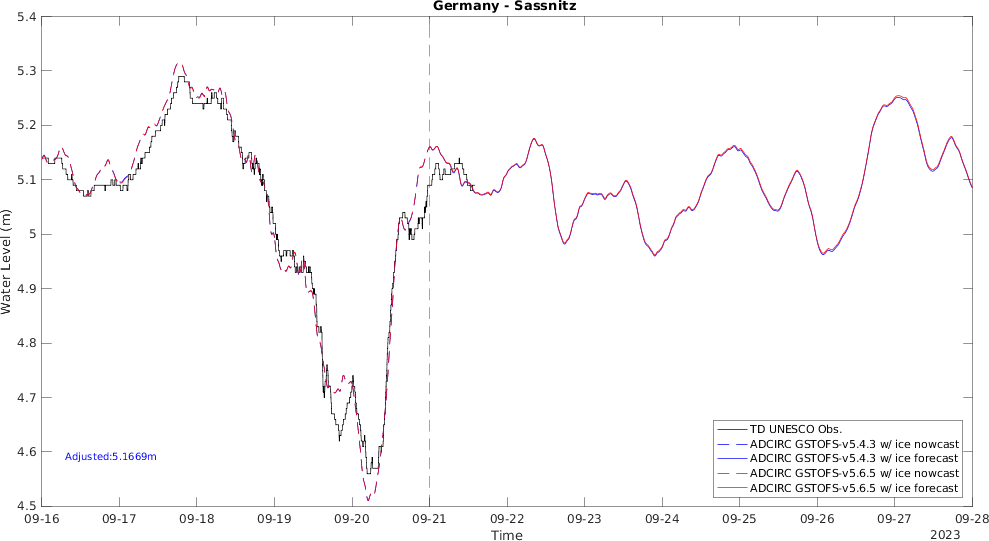 Germany - Sassnitz
5.4
5.3
5.2
5.1
5
4.9
4.8
4.7
4.6
4.5
Water Level (m)
Adjusted:5.1669m
TD UNESCO Obs.
ADCIRC GSTOFS-v5.4.3 w/ ice nowcast
ADCIRC GSTOFS-v5.4.3 w/ ice forecast
ADCIRC GSTOFS-v5.6.5 w/ ice nowcast
ADCIRC GSTOFS-v5.6.5 w/ ice forecast
09-16 09-17 09-18 09-19 09-20 09-21 09-22 09-23 09-24 09-25 09-26 09-27 09-28
Time
2023